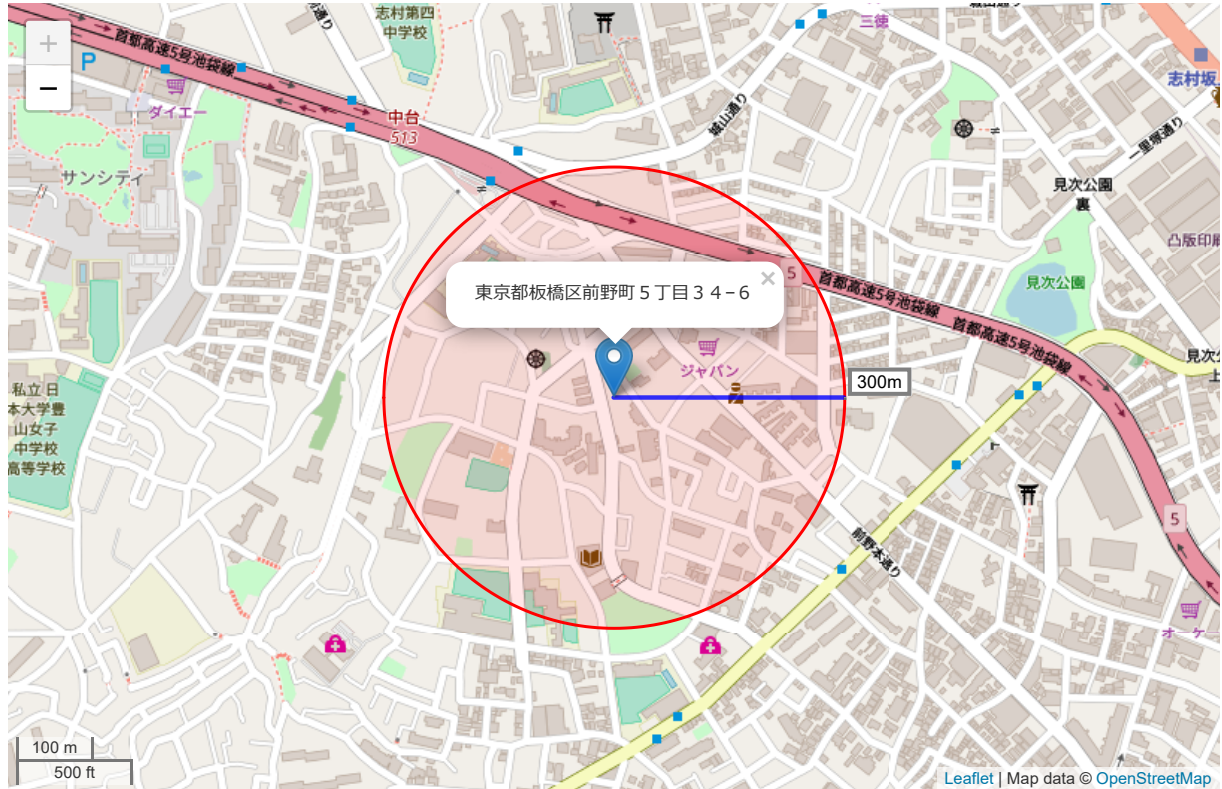 志村第四
中学校
三徳
+
−
P
首都高速5号池袋線
ダイエー
中台
513
城山通り
志村坂
一里塚通り
サンシティ
見次公園
裏
凸版印刷
見次公園
5
東京都板橋区前野町５丁目３４−６
×
首都高速5号池袋線
首都高速5号池袋線
ジャパン
300m
私立日
本大学豊
山女子
中学校
高等学校
5
前野本通り
オーケー
100 m
500 ft
Leaflet | Map data © OpenStreetMap